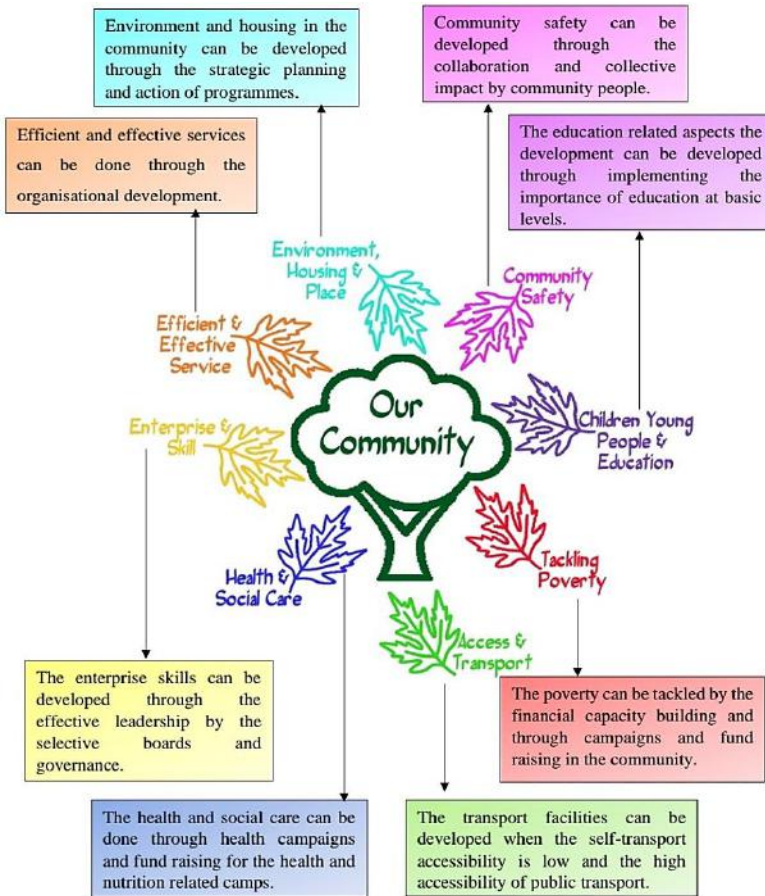 Environment and housing in the
community can be developed
through the strategic planning
and action of programmes.
Community safety can be
developed through the
collaboration and collective
impact by community people.
Efficient and effective services
can be done through the
organisational development.
The education related aspects the
development can be developed
through implementing the
importance of education at basic
levels.
Environment,
Housing &
Place
Community
Safety
Efficient &
Effective
Service
Our
Community
Children Young
People &
Education
Enterprise &
Skill
Health &
Social Care
Tackling
Poverty
Access &
Transport
The enterprise skills can be
developed through the
effective leadership by the
selective boards and
governance.
The poverty can be tackled by the
financial capacity building and
through campaigns and fund
raising in the community.
The health and social care can be
done through health campaigns
and fund raising for the health and
nutrition related camps.
The transport facilities can be
developed when the self-transport
accessibility is low and the high
accessibility of public transport.